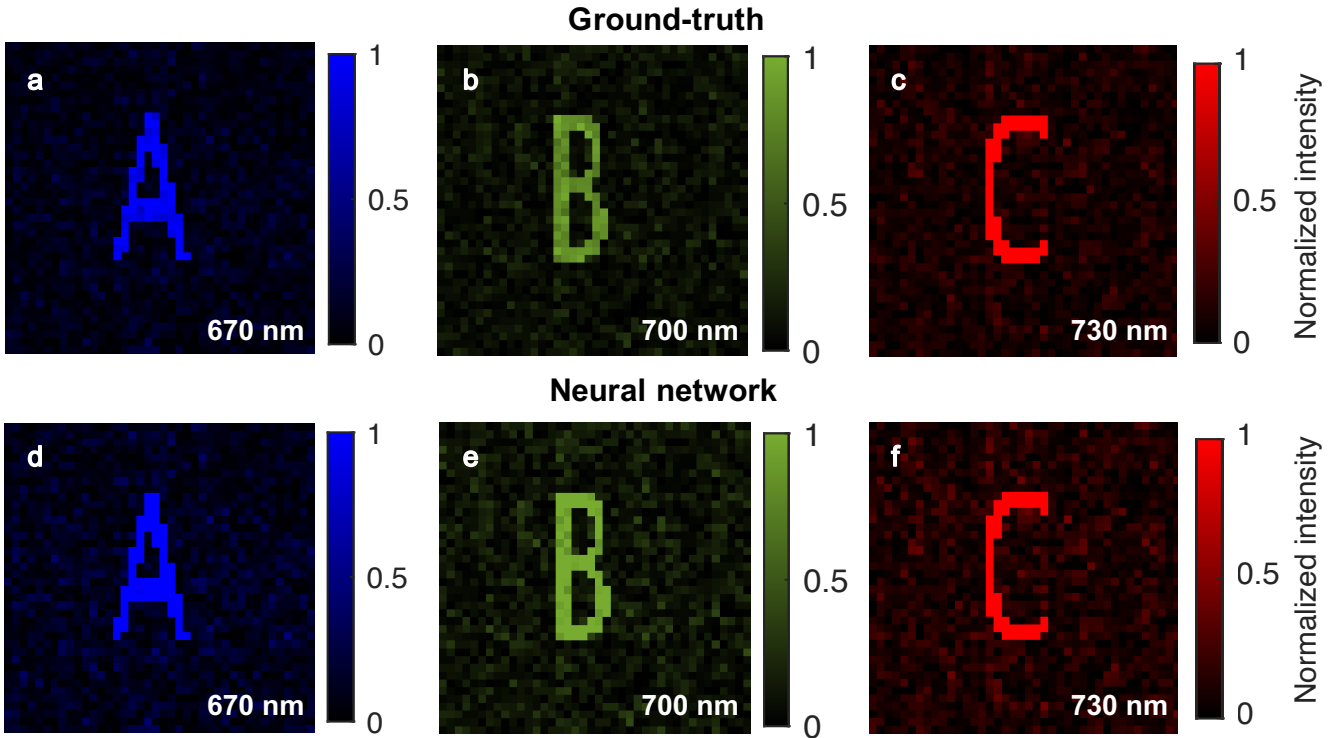 Ground-truth
a
A
670 nm
1
0.5
0
b
B
700 nm
1
0.5
0
c
C
730 nm
1
0.5
0
Normalized intensity
Neural network
d
A
670 nm
1
0.5
0
e
B
700 nm
1
0.5
0
f
C
730 nm
1
0.5
0
Normalized intensity